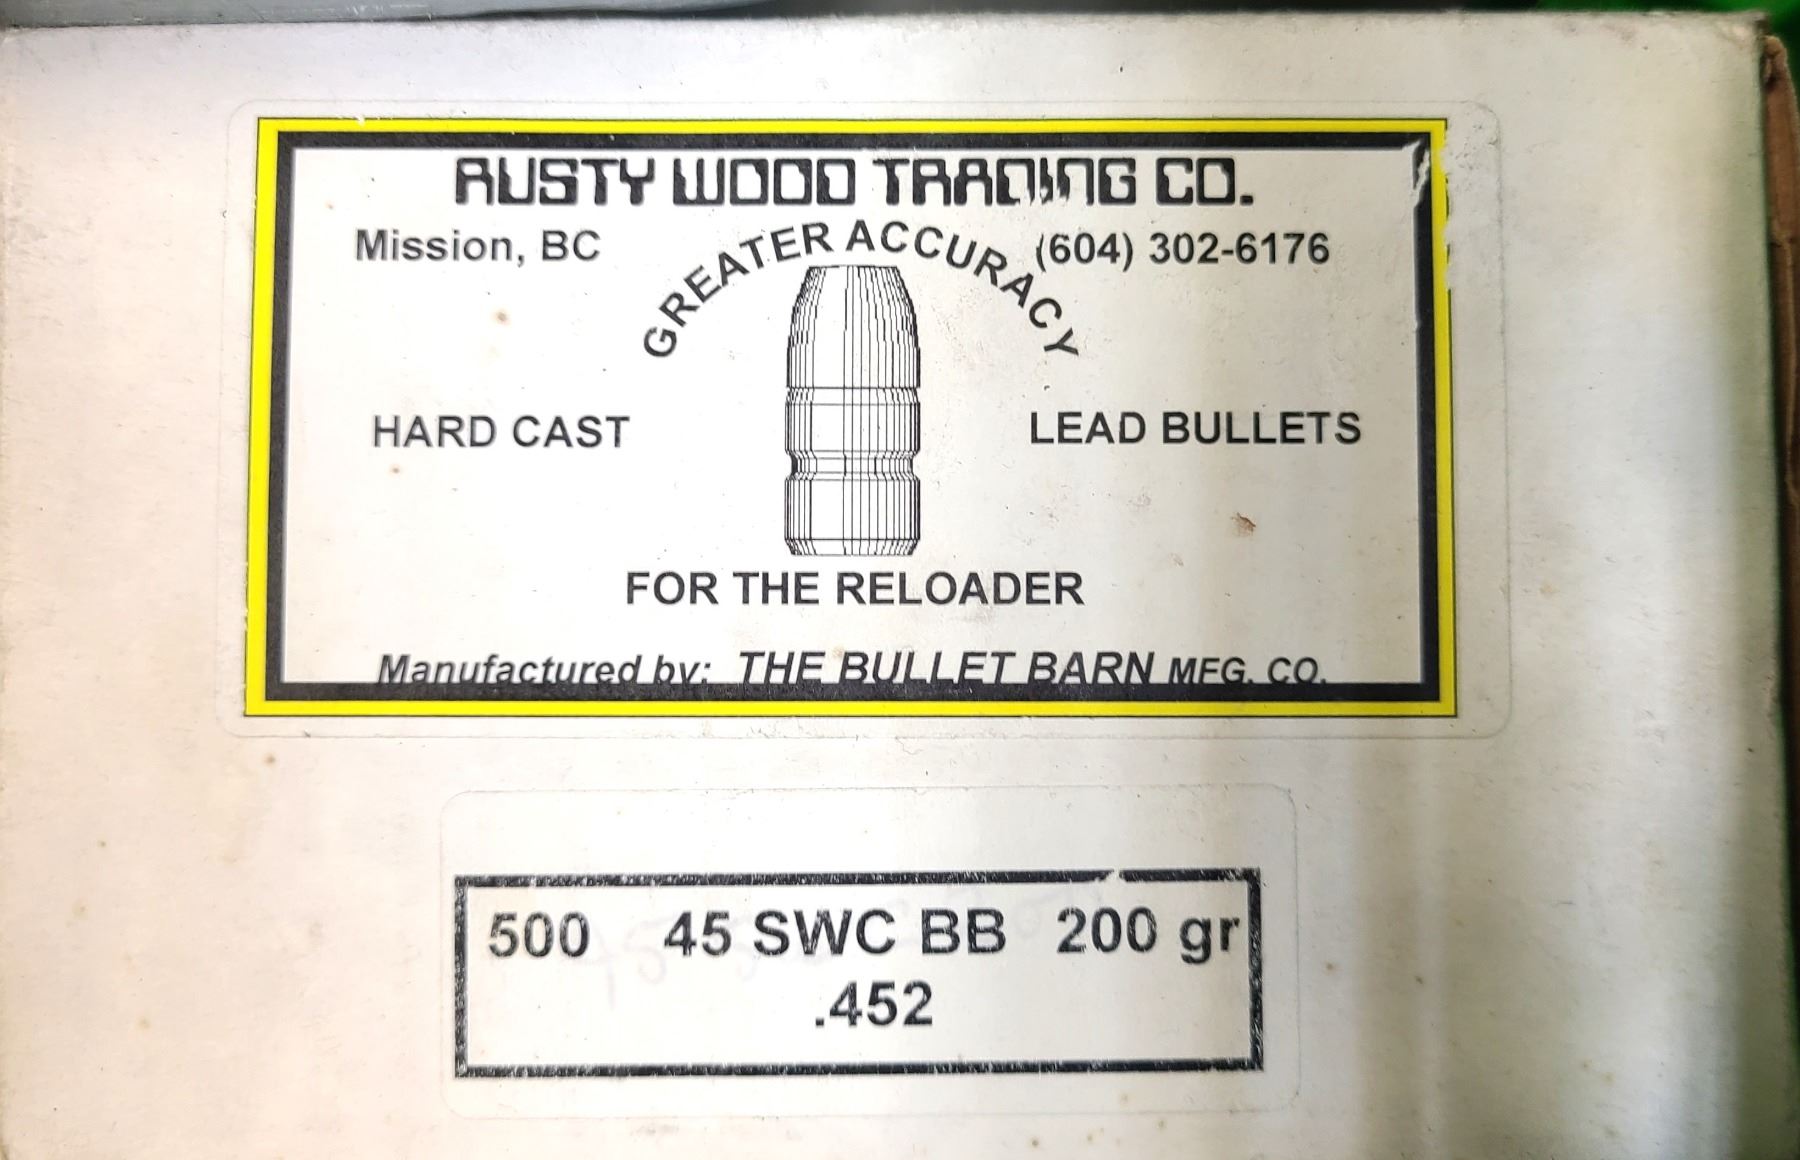 RUSTY WOOD TRADING CO.
Mission, BC
(604) 302-6176
GREATER ACCURACY
HARD CAST
LEAD BULLETS
FOR THE RELOADER
Manufactured by: THE BULLET BARN MFG. CO.
500 45 SWC BB 200 gr
.452